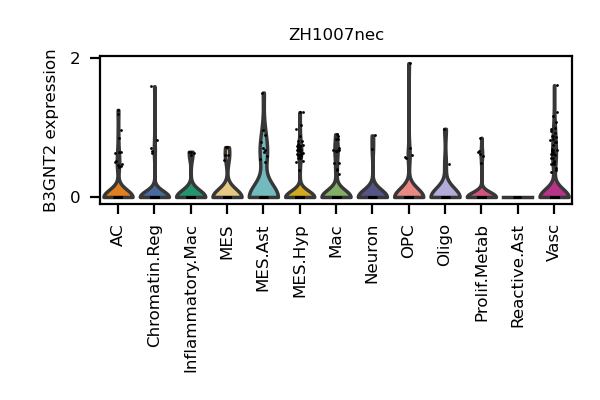 ZH1007nec
B3GNT2 expression
2
0
AC
Chromatin.Reg
Inflammatory.Mac
MES
MES.Ast
MES.Hyp
Mac
Neuron
OPC
Oligo
Prolif.Metab
Reactive.Ast
Vasc